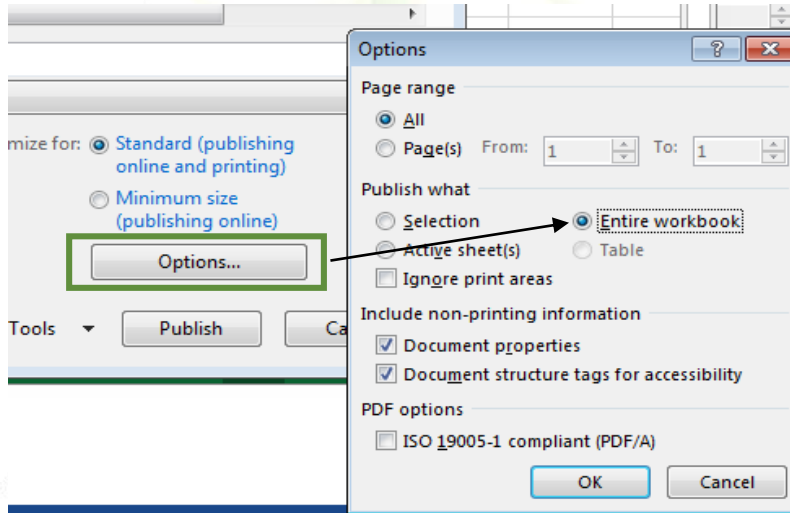 Options
Page range
All
Page(s) From: 1 To: 1
Publish what
Selection Entire workbook
Active sheet(s) Table
Ignore print areas
Include non-printing information
Document properties
Document structure tags for accessibility
PDF options
ISO 19005-1 compliant (PDF/A)
OK Cancel
mize for: Standard (publishing
online and printing)
Minimum size
(publishing online)
Options...
Tools Publish Ca